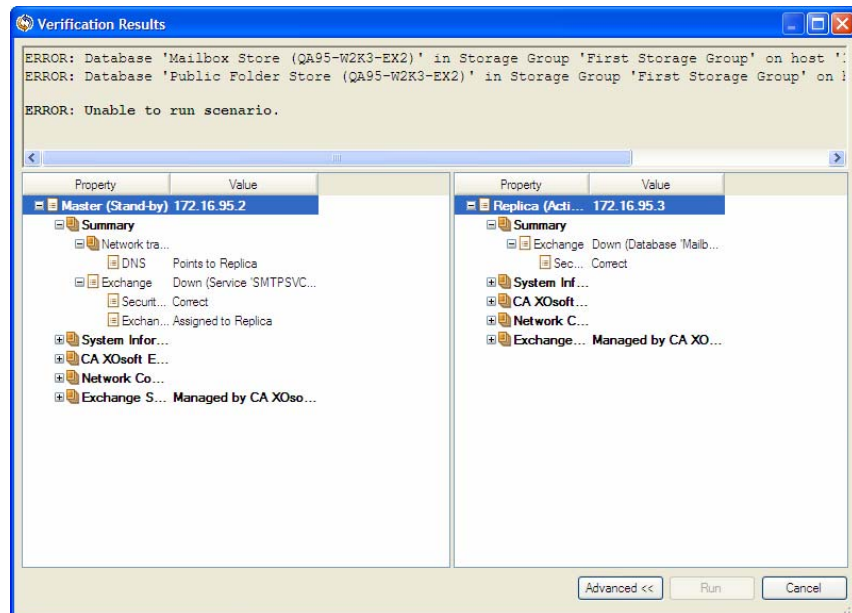 Verification Results
ERROR: Database 'Mailbox Store (QA95-W2K3-EX2)' in Storage Group 'First Storage Group' on host '
ERROR: Database 'Public Folder Store (QA95-W2K3-EX2)' in Storage Group 'First Storage Group' on
ERROR: Unable to run scenario.
Property Value
Master (Stand-by) 172.16.95.2
Summary
Network tra...
DNS Points to Replica
Exchange Down (Service 'SMTPSVC...
Securit... Correct
Exchan... Assigned to Replica
System Infor...
CA XOsoft E...
Network Co...
Exchange S... Managed by CA XOso...
Property Value
Replica (Acti... 172.16.95.3
Summary
Exchange Down (Database 'Mailb...
Sec... Correct
System Inf...
CA XOsoft...
Network C...
Exchange... Managed by CA XO...
Advanced << Run Cancel